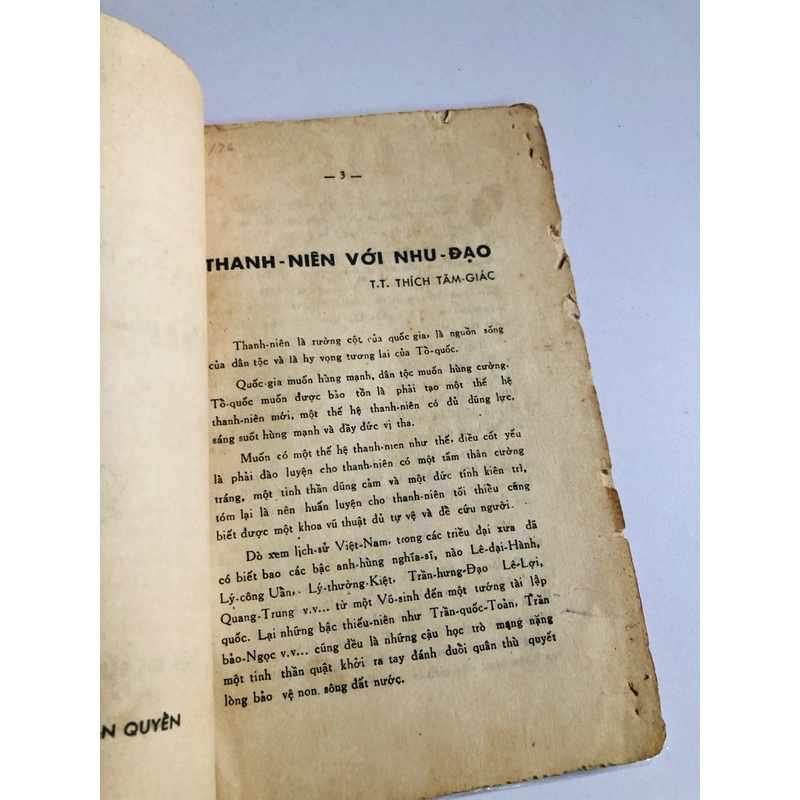 176
— 3 —
THANH-NIÊN VỚI NHU-ĐẠO
T.T. THÍCH TÂM-GIÁC
Thanh-niên là rường cột của quốc gia, là nguồn sống
của dân tộc và là hy vọng tương lai của Tổ-quốc.
Quốc-gia muốn hùng mạnh, dân tộc muốn hùng cường,
Tổ-quốc muốn được bảo tồn là phải tạo một thế hệ
thanh-niên mới, một thế hệ thanh-niên có đủ dũng lực,
sáng suốt hùng mạnh và đầy đức vị tha.
Muốn có một thế hệ thanh-niên như thế, điều cốt yếu
là phải đào luyện cho thanh-niên có một tấm thân cường
tráng, một tinh thần dũng cảm và một đức tính kiên trì,
tóm lại là nên huấn luyện cho thanh-niên tối thiểu cũng
biết được một khoa vũ thuật đủ tự vệ và để cứu người.
Dò xem lịch-sử Việt-Nam, trong các triều đại xưa đã
có biết bao các bậc anh-hùng nghĩa-sĩ, nào Lê-đại-Hành,
Lý-công Uẩn, Lý-thường-Kiệt, Trần-hưng-Đạo Lê-Lợi,
Quang-Trung v.v... từ một Võ-sinh đến một tướng tài lập
quốc. Lại những bậc thiếu-niên như Trần-quốc-Toản, Trần
bảo-Ngọc v.v... cũng đều là những cậu học trò mang nặng
một tinh thần quật khởi ra tay đánh đuổi quân thù quyết
lòng bảo vệ non sông đất nước.
QUYỀN